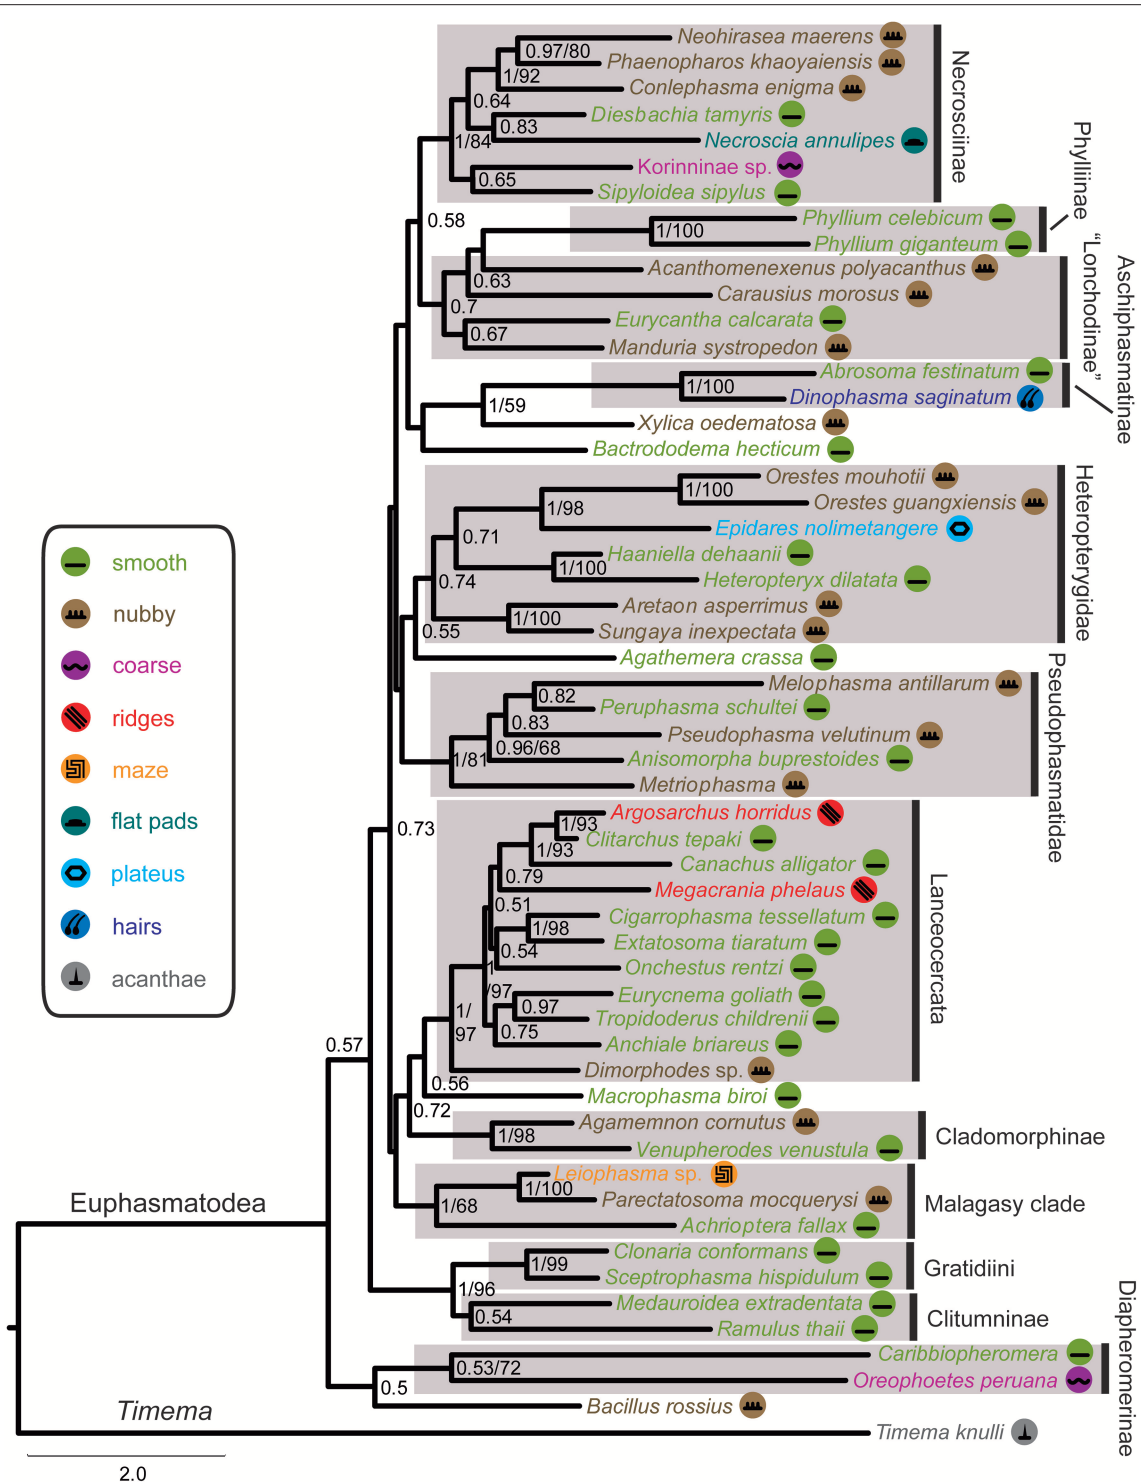 Neohirasea maerens
0.97/80
Phaenopharos khaoyaiensis
1/92
Conlephasma enigma
0.64
Diesbachia tamyris
0.83
1/84
Necroscia annulipes
Korinninae sp.
0.65
Sipyloidea sipylus
Necrosciinae
0.58
Phyllium celebicum
1/100
Phyllium giganteum
Phylliinae
Acanthomenexenus polyacanthus
0.63
Carausius morosus
0.7
Eurycantha calcarata
0.67
Manduria systropedon
“Lonchodinae”
Abrosoma festinatum
1/100
Dinophasma saginatum
Aschiphasmatinae
1/59
Xylica oedematosa
Bactrododema hecticum
Orestes mouhotii
1/100
Orestes guangxiensis
1/98
Epidares nolimetangere
0.71
Haaniella dehaanii
1/100
Heteropteryx dilatata
0.74
Aretaon asperrimus
1/100
Sungaya inexpectata
0.55
Heteropterygidae
Agathemera crassa
Melophasma antillarum
0.82
Peruphasma schultei
0.83
Pseudophasma velutinum
0.96/68
Anisomorpha buprestoides
1/81
Metriophasma
Pseudophasmatidae
0.73
Argosarchus horridus
1/93
Clitarchus tepaki
1/93
Canachus alligator
0.79
Megacrania phelaus
0.51
Cigarrophasma tessellatum
1/98
Extatosoma tiaratum
0.54
Onchestus rentzi
1
/97
Eurycnema goliath
0.97
Tropidoderus childrenii
0.75
1/
97
Anchiale briareus
Dimorphodes sp.
Lanceocercata
0.56
Macrophasma biroi
0.72
Agamemnon cornutus
1/98
Venupherodes venustula
Cladomorphinae
Leiophasma sp.
1/100
Parectatosoma mocquerysi
1/68
Achrioptera fallax
Malagasy clade
0.57
Clonaria conformans
1/99
Sceptrophasma hispidulum
Gratidiini
1/96
Medauroidea extradentata
0.54
Ramulus thaii
Clitumninae
Caribbiopheromera
0.53/72
Oreophoetes peruana
Diapheromerinae
0.5
Bacillus rossius
Timema knulli
Euphasmatodea
Timema
2.0
smooth
nubby
coarse
ridges
maze
flat pads
plateus
hairs
acanthae